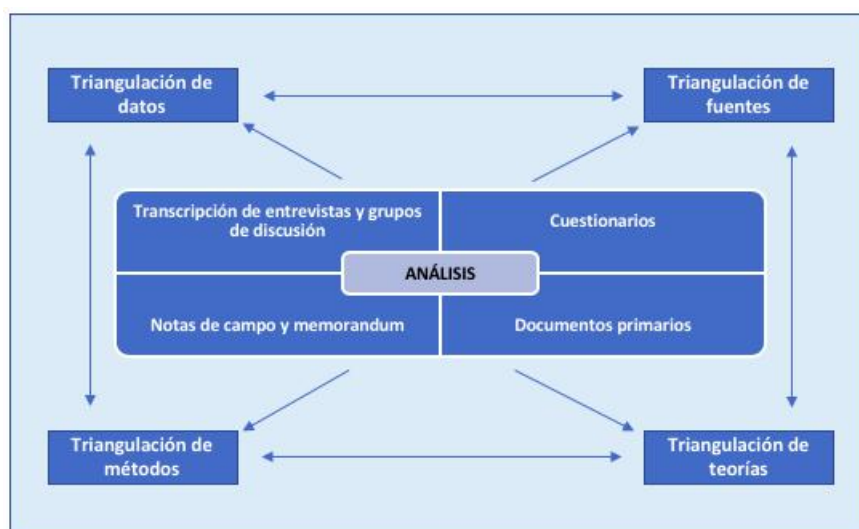 Triangulación de
datos
Triangulación de
fuentes
Transcripción de entrevistas y grupos
de discusión
Cuestionarios
ANÁLISIS
Notas de campo y memorandum
Documentos primarios
Triangulación de
métodos
Triangulación de
teorías